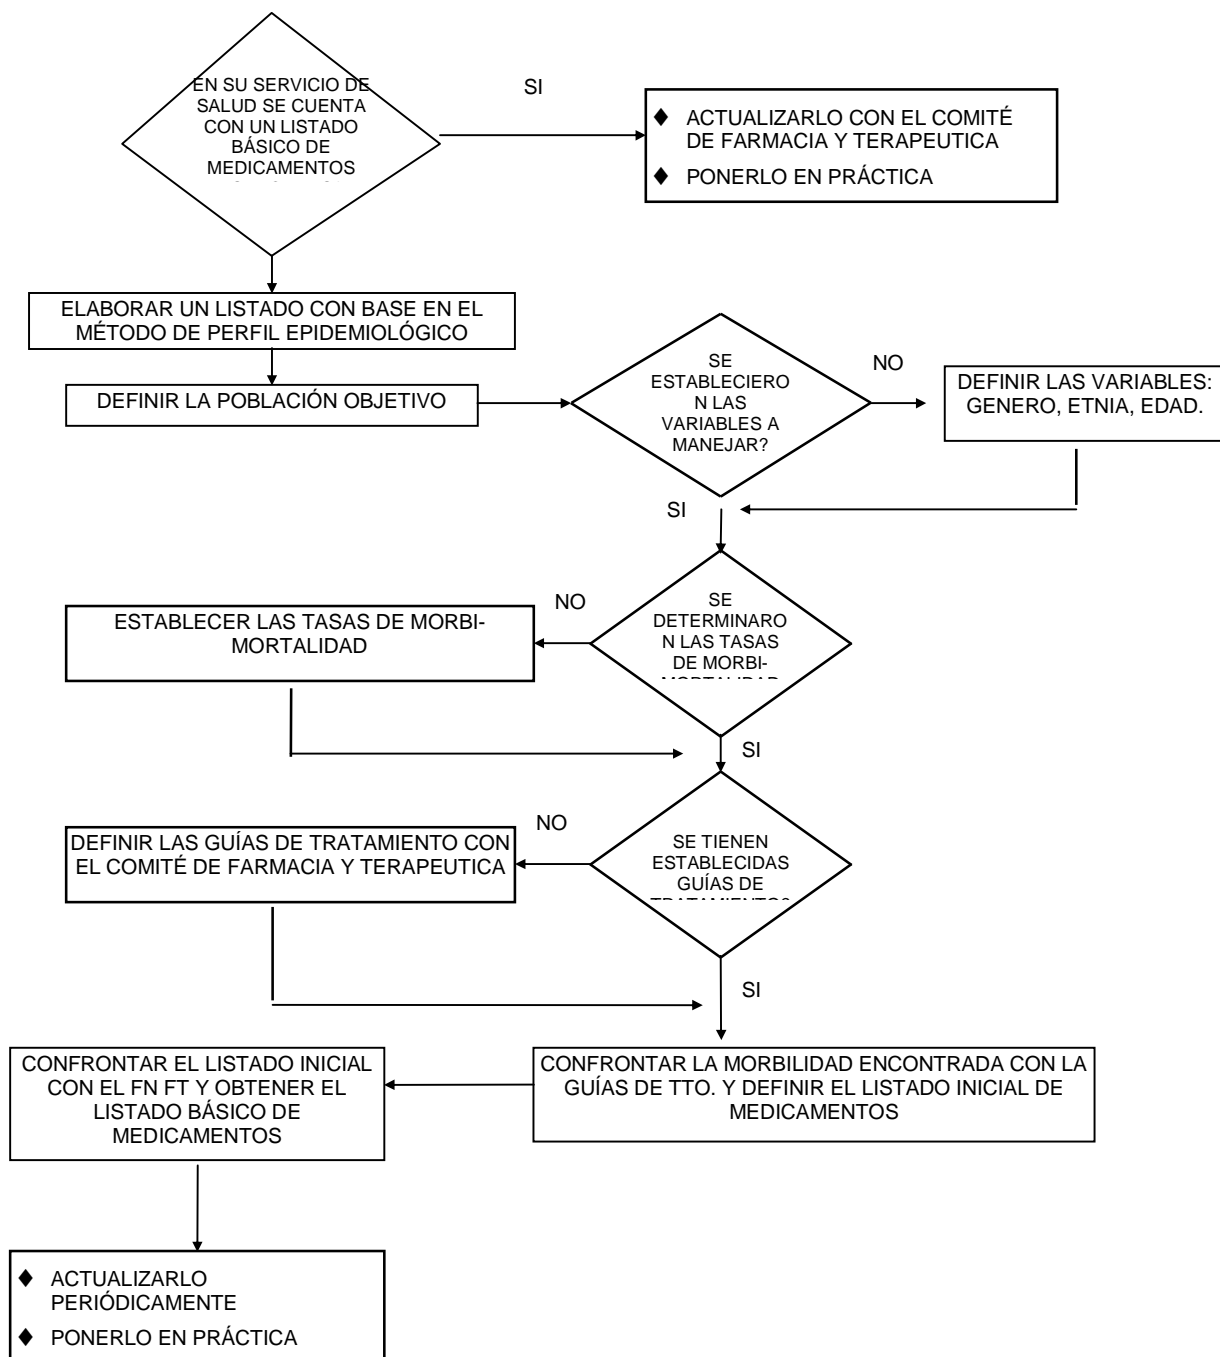 EN SU SERVICIO DE
SALUD SE CUENTA
CON UN LISTADO
BÁSICO DE
MEDICAMENTOS
SI
♦ ACTUALIZARLO CON EL COMITÉ
DE FARMACIA Y TERAPEUTICA
♦ PONERLO EN PRÁCTICA
ELABORAR UN LISTADO CON BASE EN EL
MÉTODO DE PERFIL EPIDEMIOLÓGICO
DEFINIR LA POBLACIÓN OBJETIVO
SE
ESTABLECIERO
N LAS
VARIABLES A
MANEJAR?
NO
DEFINIR LAS VARIABLES:
GENERO, ETNIA, EDAD.
SI
SE
DETERMINARO
N LAS TASAS
DE MORBI-
MORTALIDAD
NO
ESTABLECER LAS TASAS DE MORBI-
MORTALIDAD
SI
SE TIENEN
ESTABLECIDAS
GUÍAS DE
TRATAMIENTO?
NO
DEFINIR LAS GUÍAS DE TRATAMIENTO CON
EL COMITÉ DE FARMACIA Y TERAPEUTICA
SI
CONFRONTAR LA MORBILIDAD ENCONTRADA CON LA
GUÍAS DE TTO. Y DEFINIR EL LISTADO INICIAL DE
MEDICAMENTOS
CONFRONTAR EL LISTADO INICIAL
CON EL FN FT Y OBTENER EL
LISTADO BÁSICO DE
MEDICAMENTOS
♦ ACTUALIZARLO
PERIÓDICAMENTE
♦ PONERLO EN PRÁCTICA